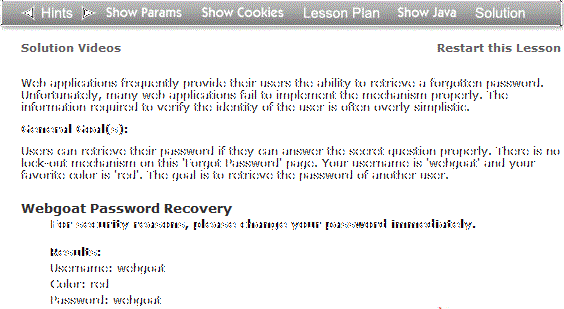 Hints Show Params Show Cookies Lesson Plan Show Java Solution
Solution Videos Restart this Lesson
Web applications frequently provide their users the ability to retrieve a forgotten password.
Unfortunately, many web applications fail to implement the mechanism properly. The
information required to verify the identity of the user is often overly simplistic.
General Goal(s):
Users can retrieve their password if they can answer the secret question properly. There is no
lock-out mechanism on this 'Forgot Password' page. Your username is 'webgoat' and your
favorite color is 'red'. The goal is to retrieve the password of another user.
Webgoat Password Recovery
For security reasons, please change your password immediately.
Results:
Username: webgoat
Color: red
Password: webgoat